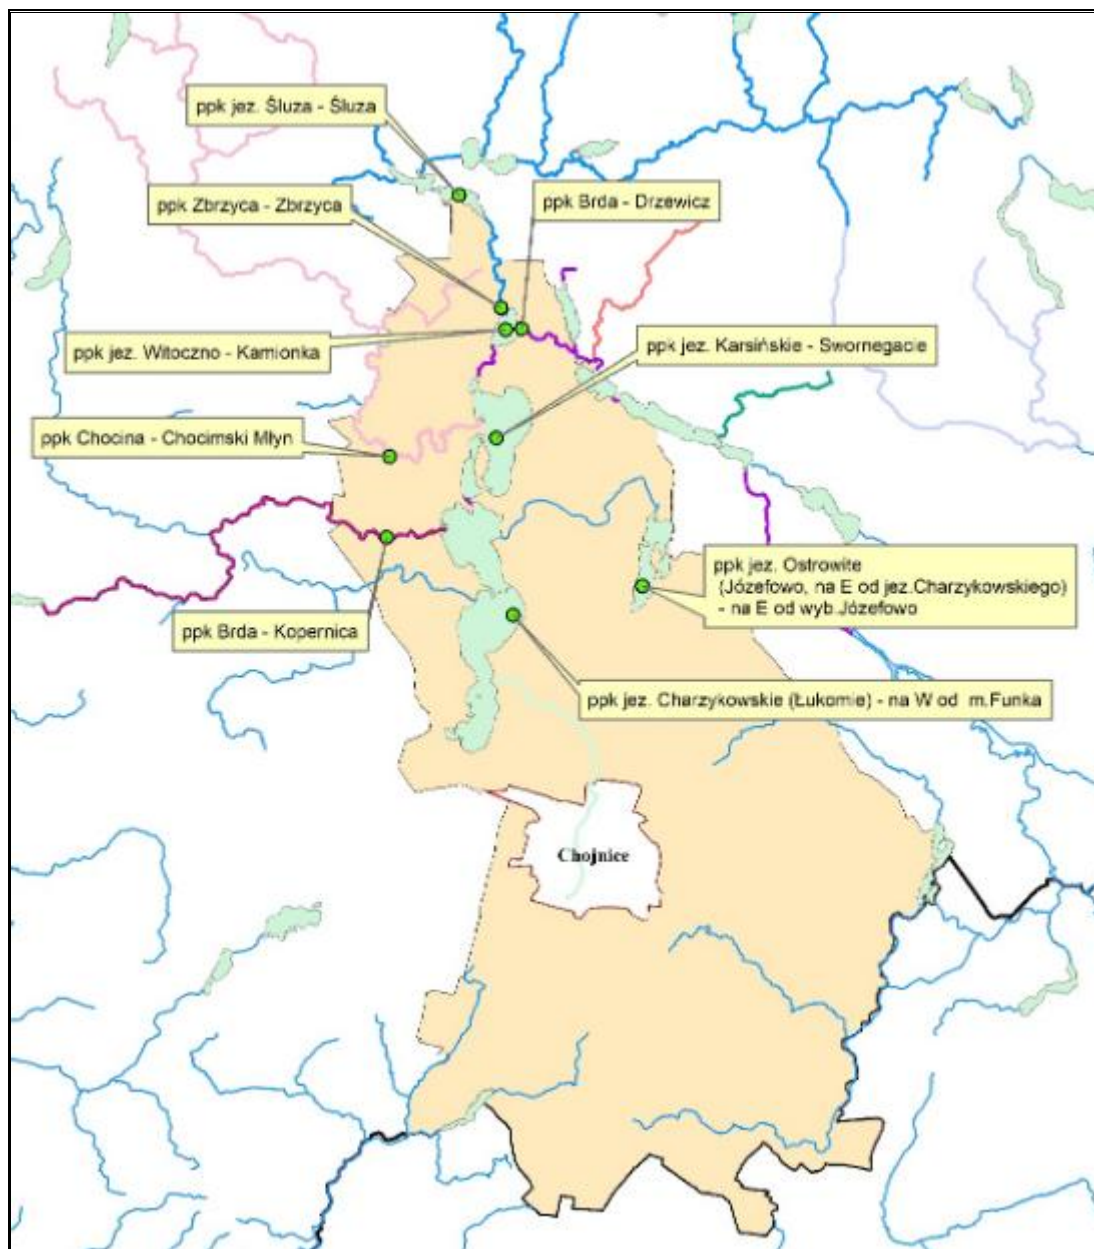 ppk jez. Śluza - Śluza
ppk Zbrzyca - Zbrzyca
ppk Brda - Drzewicz
ppk jez. Witoczno - Kamionka
ppk jez. Karsińskie - Swornegacie
ppk Chocina - Chocimski Młyn
ppk jez. Ostrowite
(Józefowo, na E od jez.Charzykowskiego)
- na E od wyb.Józefowo
ppk Brda - Kopernica
ppk jez. Charzykowskie (Łukomie) - na W od m.Funka
Chojnice